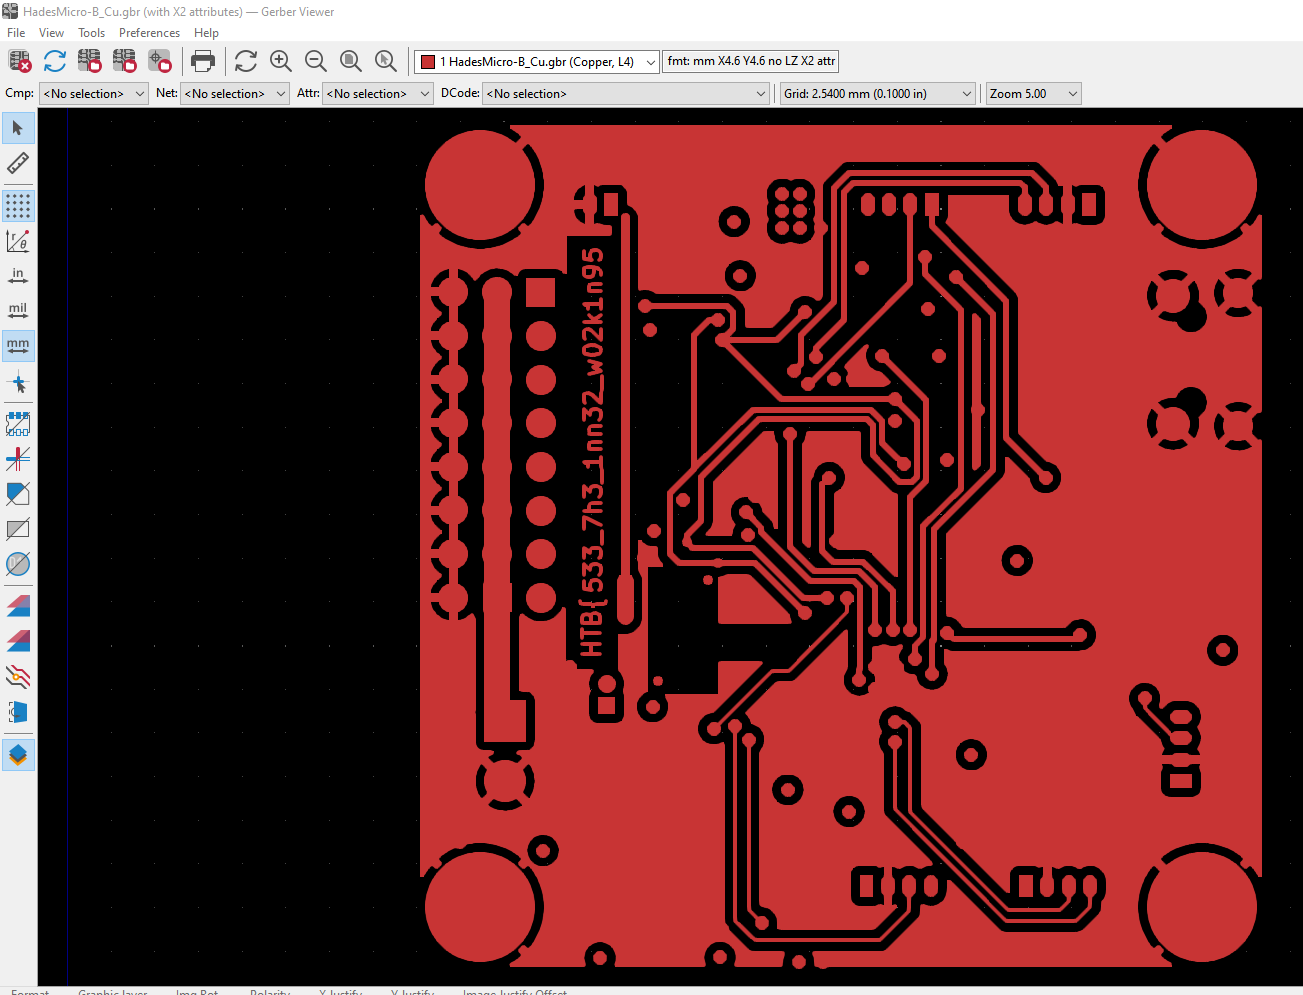 HadesMicro-B_Cu.gbr (with X2 attributes) — Gerber Viewer
File View Tools Preferences Help
1 HadesMicro-B_Cu.gbr (Copper, L4) fmt: mm X4.6 Y4.6 no LZ X2 attr
Cmp: <No selection> Net: <No selection> Attr: <No selection> DCode: <No selection> Grid: 2.5400 mm (0.1000 in) Zoom 5.00
r θ
in
mil
mm
HTB{533_7h3_1nn32_w02k1n95
Format Graphic layer Img Rot. Polarity X Justify Y Justify Image Justify Offset